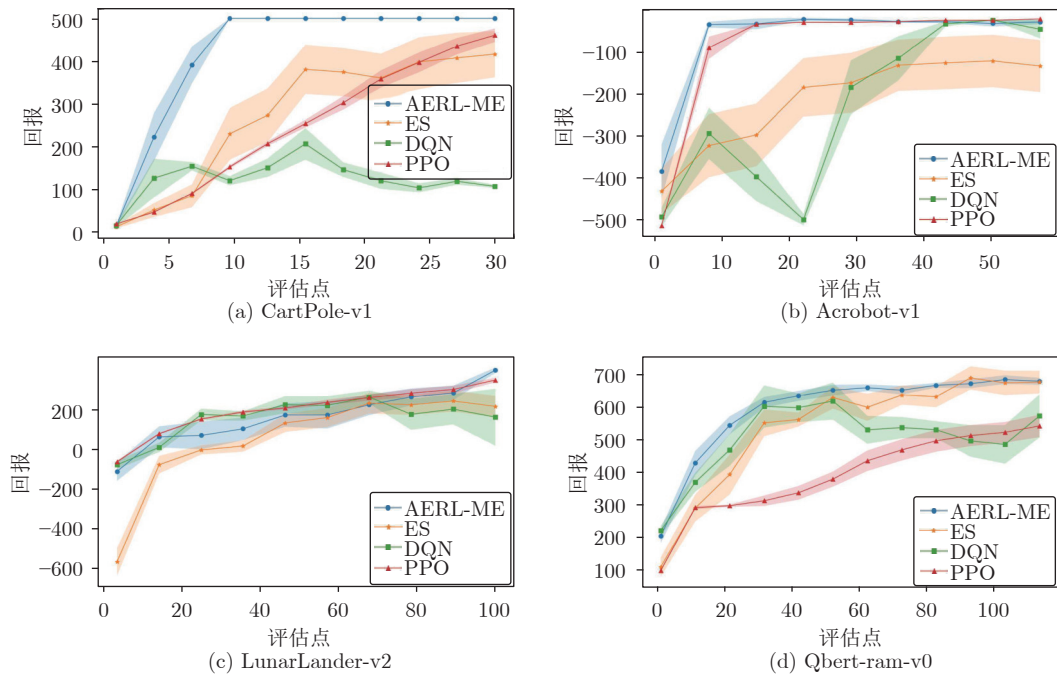 500
400
300
200
100
0
回报
AERL-ME
ES
DQN
PPO
0 5 10 15 20 25 30
评估点
(a) CartPole-v1
−100
−200
−300
−400
−500
回报
AERL-ME
ES
DQN
PPO
0 10 20 30 40 50
评估点
(b) Acrobot-v1
200
0
−200
−400
−600
回报
AERL-ME
ES
DQN
PPO
0 20 40 60 80 100
评估点
(c) LunarLander-v2
700
600
500
400
300
200
100
回报
AERL-ME
ES
DQN
PPO
0 20 40 60 80 100
评估点
(d) Qbert-ram-v0